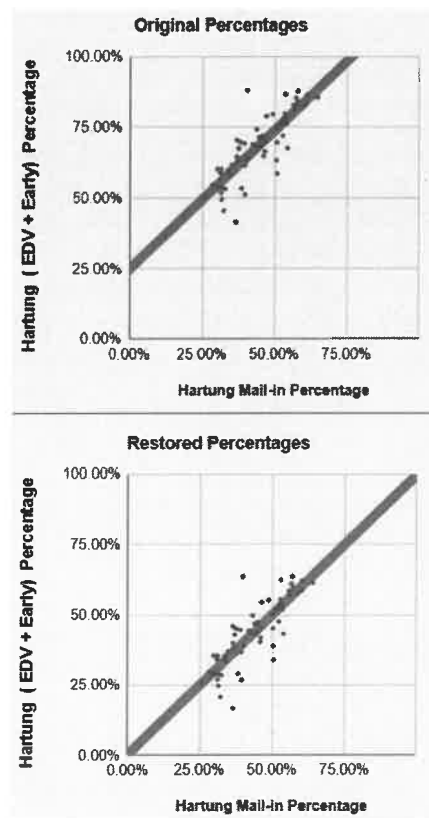 Original Percentages
Hartung ( EDV + Early) Percentage
100.00%
75.00%
50.00%
25.00%
0.00%
0.00% 25 00% 50.00% 75.00%
Hartung Mail-in Percentage
Restored Percentages
Hartung ( EDV + Early) Percentage
100 00%
75.00%
50.00%
25.00%
0.00%
0.00% 25.00% 50.00% 75.00%
Hartung Mail-in Percentage